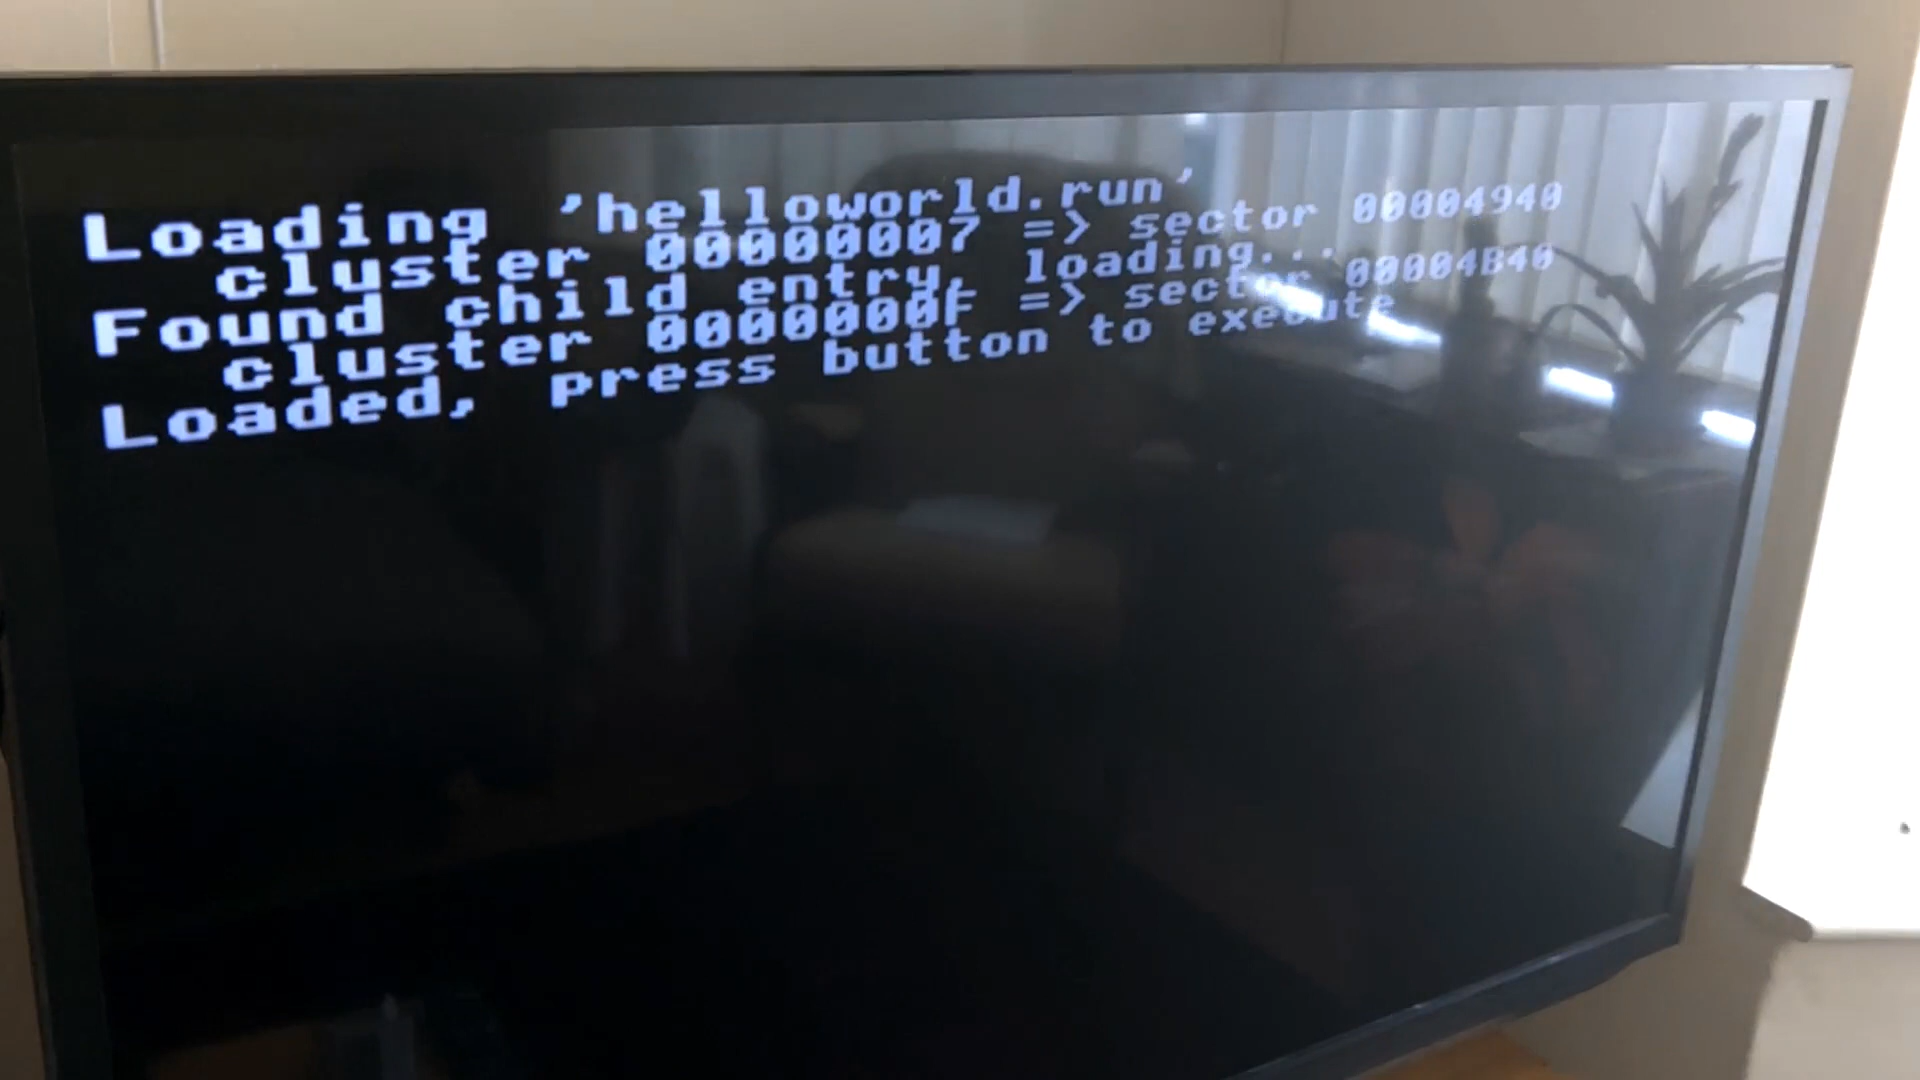 Loading 'helloworld.run'
cluster 00000007 => sector 00004940
Found child entry, loading...
cluster 0000000F => sector 00004B40
Loaded, press button to execute